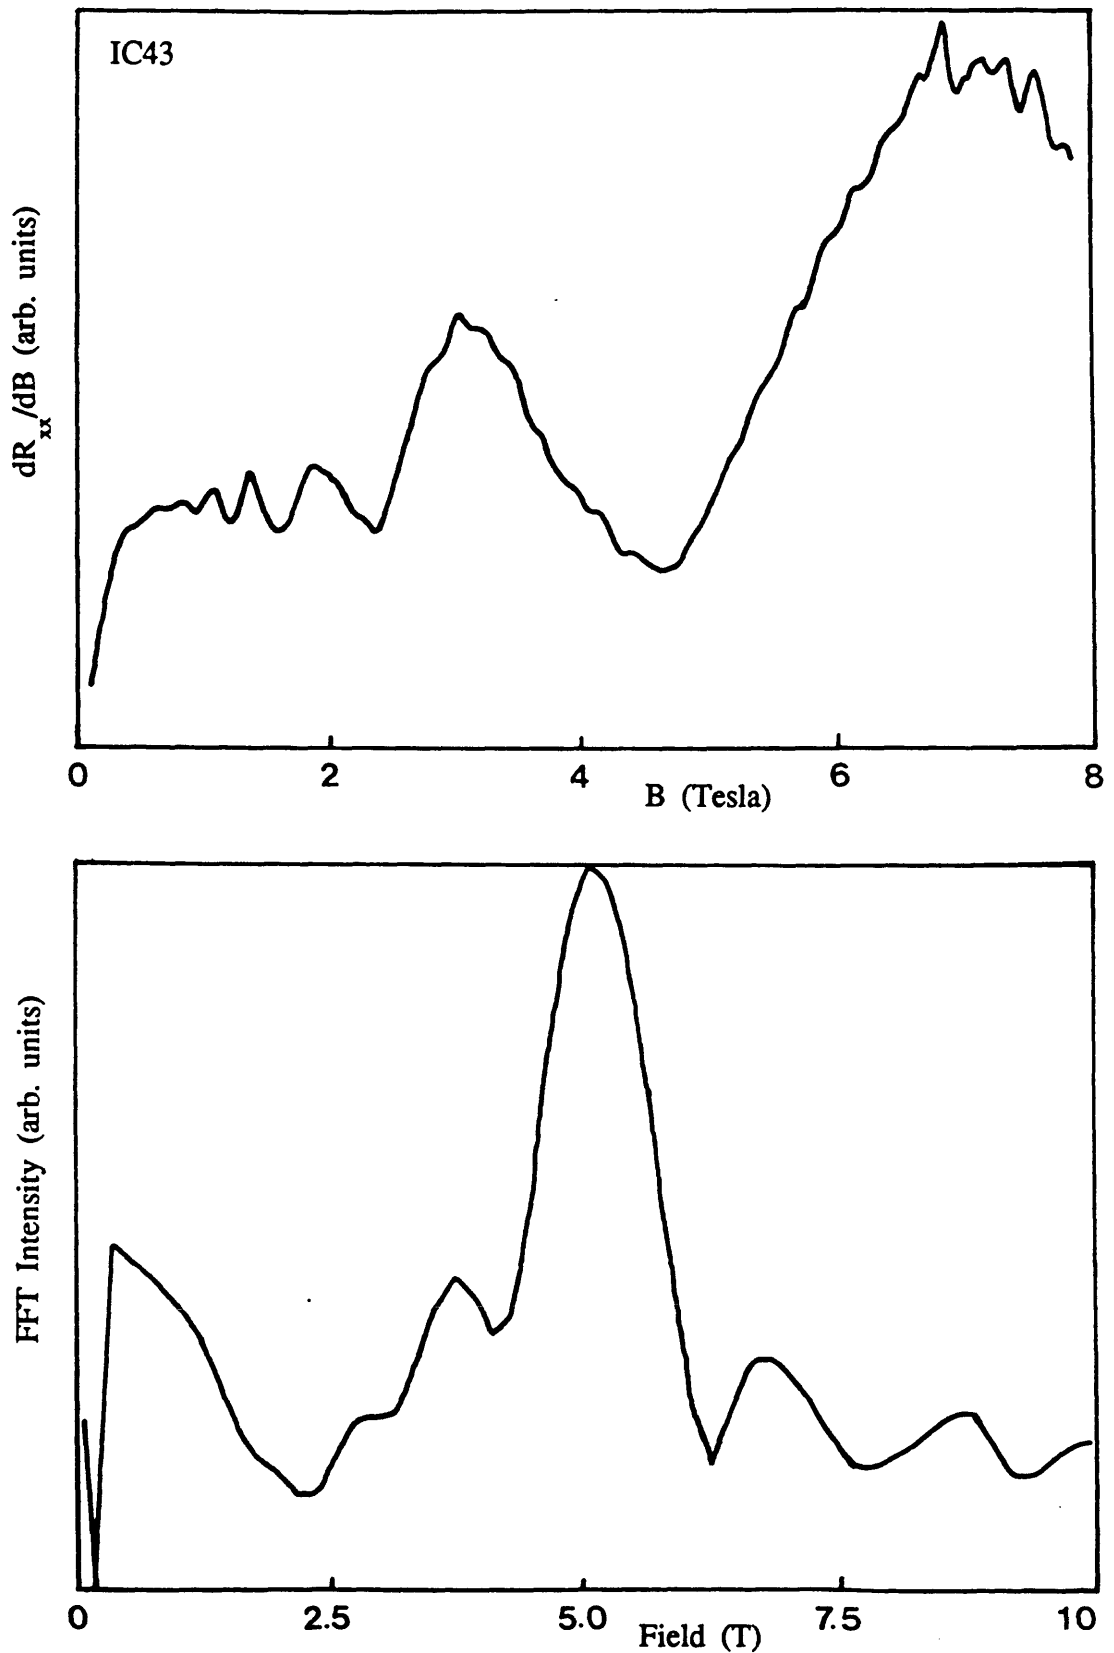 IC43
dR_xx/dB (arb. units)
0 2 4 6 8
B (Tesla)
FFT Intensity (arb. units)
0 2.5 5.0 7.5 10
Field (T)